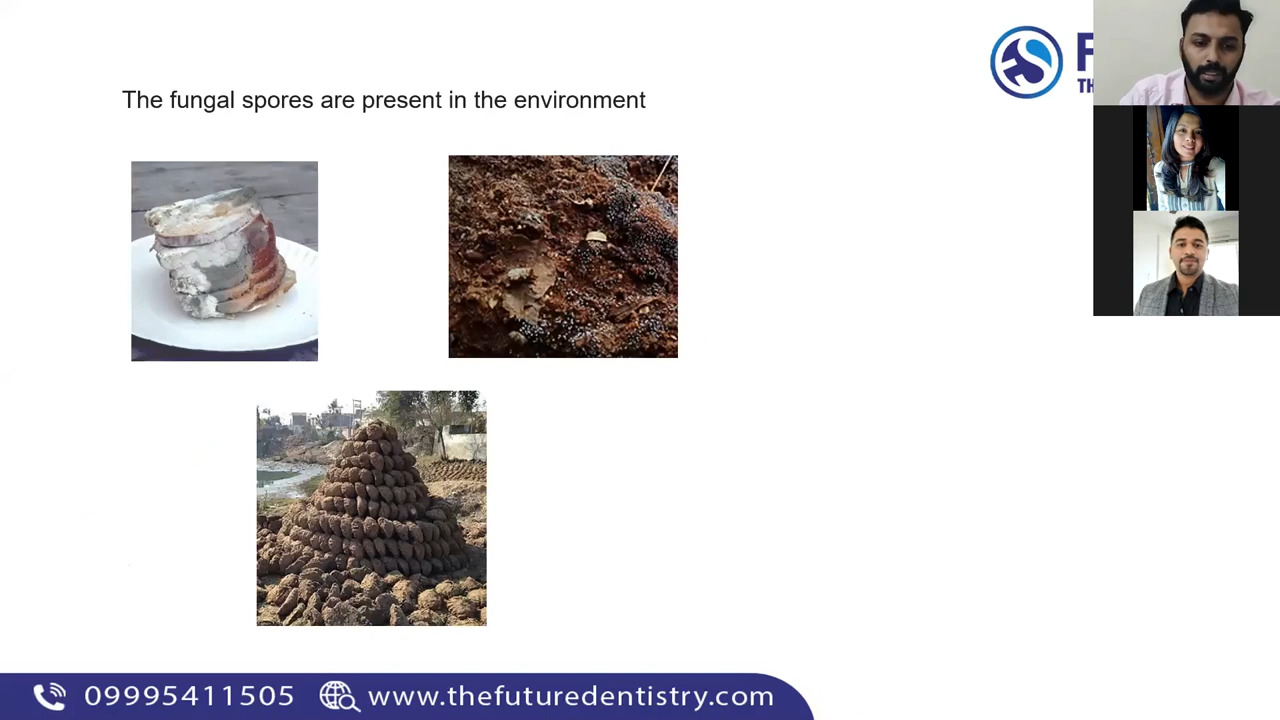 The fungal spores are present in the environment
09995411505
www.thefuturedentistry.com